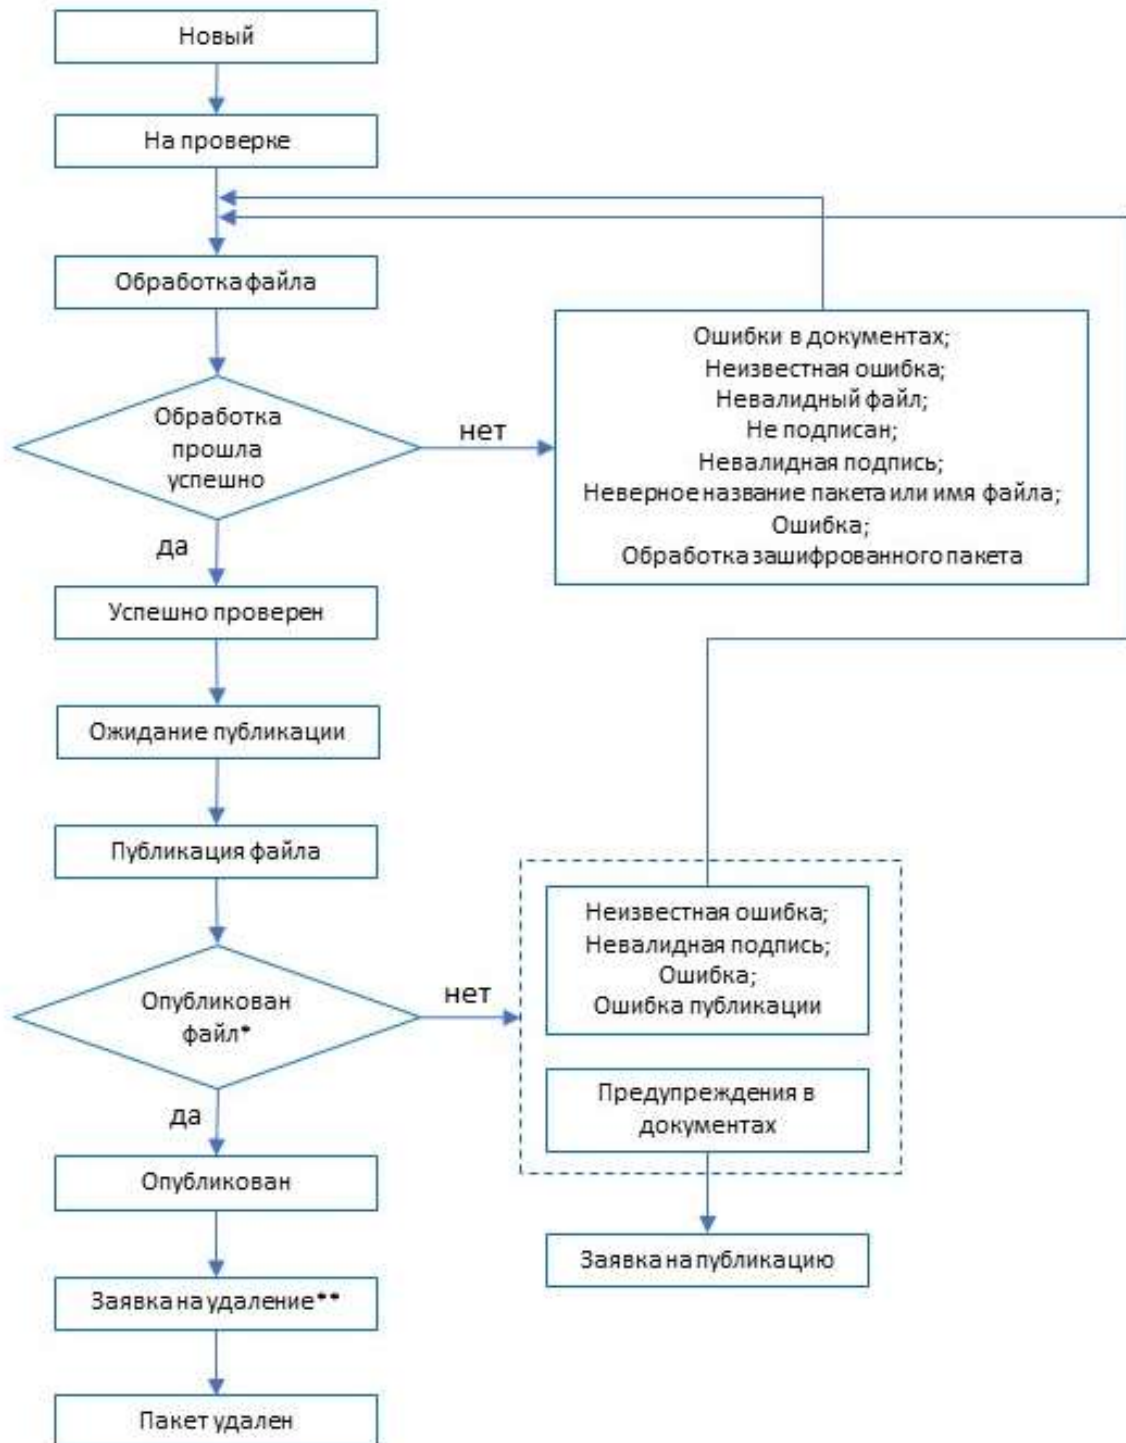 Новый
На проверке
Обработка файла
Обработка
прошла
успешно
нет
Ошибки в документах;
Неизвестная ошибка;
Невалидный файл;
Не подписан;
Невалидная подпись;
Неверное название пакета или имя файла;
Ошибка;
Обработка зашифрованного пакета
да
Успешно проверен
Ожидание публикации
Публикация файла
Опубликован
файл*
нет
Неизвестная ошибка;
Невалидная подпись;
Ошибка;
Ошибка публикации
Предупреждения в
документах
да
Опубликован
Заявка на публикацию
Заявка на удаление**
Пакет удален